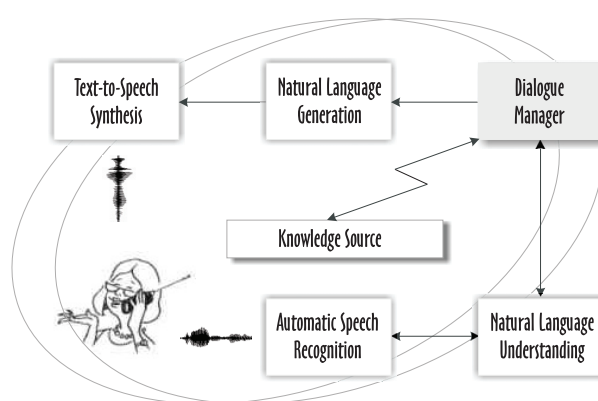 Text-to-Speech
Synthesis
Natural Language
Generation
Dialogue
Manager
Knowledge Source
Automatic Speech
Recognition
Natural Language
Understanding